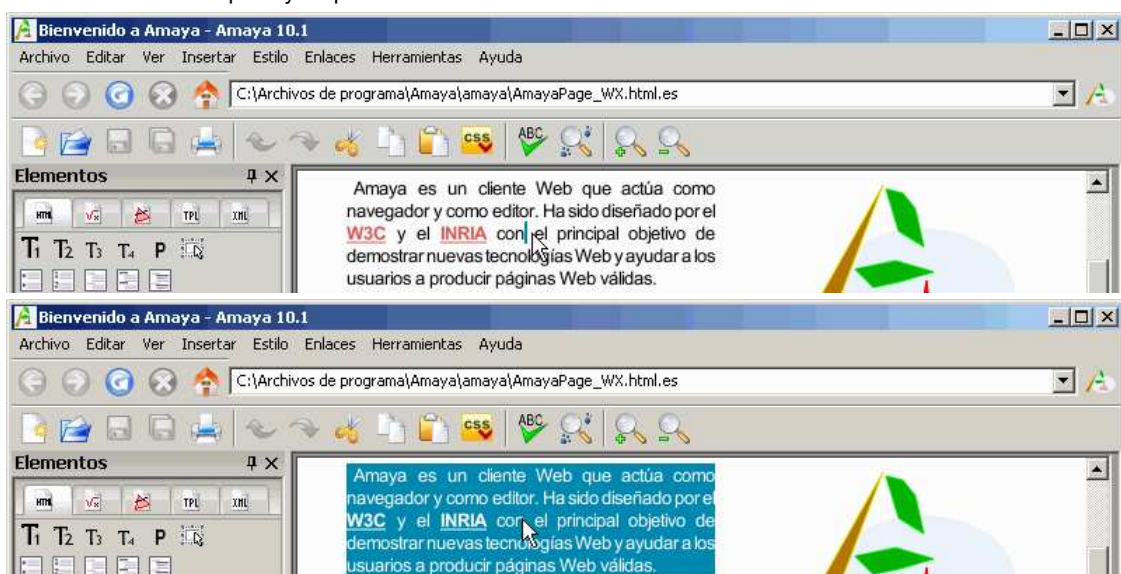 Bienvenido a Amaya - Amaya 10.1
Archivo Editar Ver Insertar Estilo Enlaces Herramientas Ayuda
C:\Archivos de programa\Amaya\amaya\AmayaPage_WX.html.es
CSS ABC
Elementos
HTML TPL XML
T1 T2 T3 T4 P
Amaya es un cliente Web que actúa como
navegador y como editor. Ha sido diseñado por el
W3C y el INRIA con el principal objetivo de
demostrar nuevas tecnologías Web y ayudar a los
usuarios a producir páginas Web válidas.
Bienvenido a Amaya - Amaya 10.1
Archivo Editar Ver Insertar Estilo Enlaces Herramientas Ayuda
C:\Archivos de programa\Amaya\amaya\AmayaPage_WX.html.es
CSS ABC
Elementos
HTML TPL XML
T1 T2 T3 T4 P
Amaya es un cliente Web que actúa como
navegador y como editor. Ha sido diseñado por el
W3C y el INRIA con el principal objetivo de
demostrar nuevas tecnologías Web y ayudar a los
usuarios a producir páginas Web válidas.